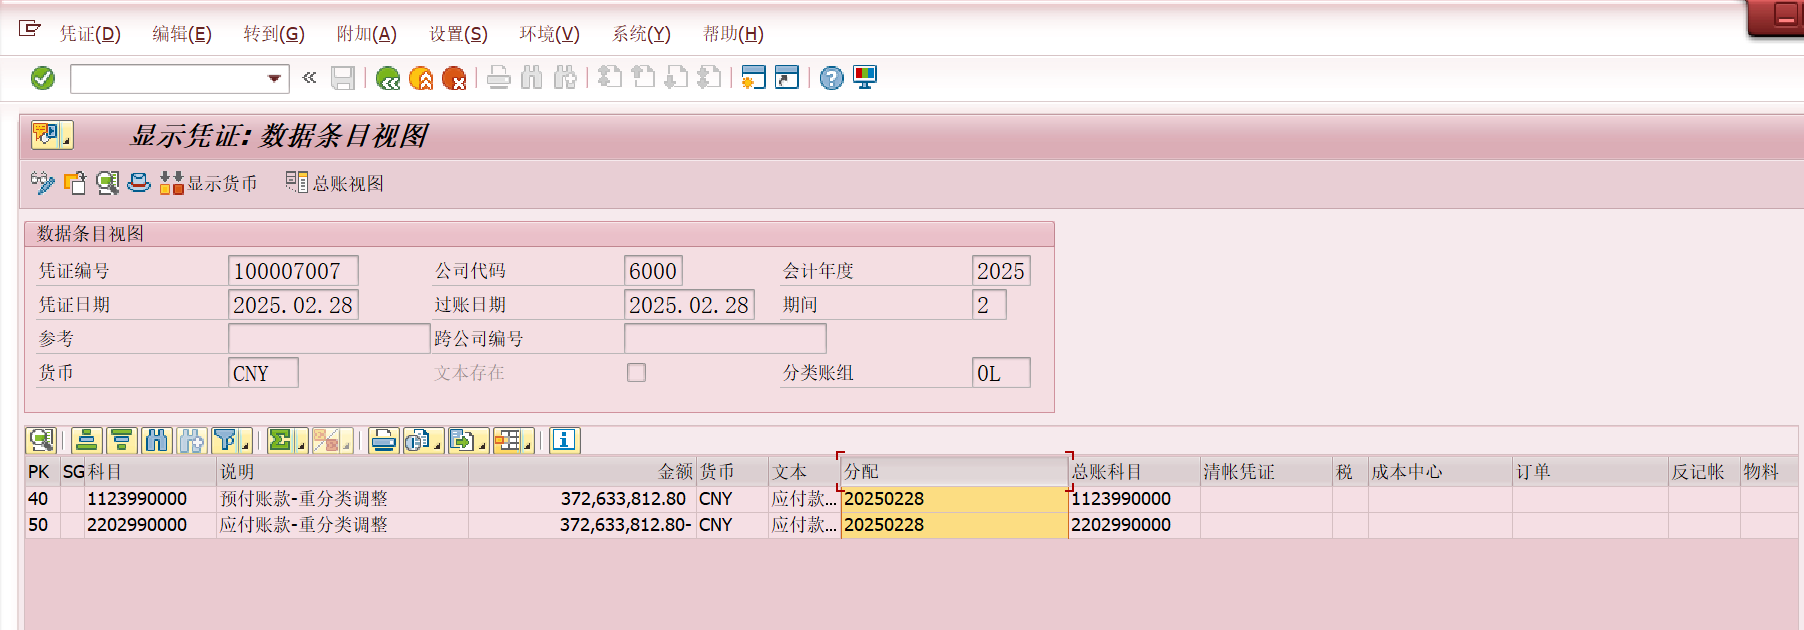 凭证(D) 编辑(E) 转到(G) 附加(A) 设置(S) 环境(V) 系统(Y) 帮助(H)
显示凭证: 数据条目视图
显示货币 总账视图
数据条目视图
凭证编号 100007007 公司代码 6000 会计年度 2025
凭证日期 2025.02.28 过账日期 2025.02.28 期间 2
参考 跨公司编号
货币 CNY 文本存在 分类账组 0L
PK SG 科目 说明 金额 货币 文本 分配 总账科目 清帐凭证 税 成本中心 订单 反记帐 物料
40 1123990000 预付账款-重分类调整 372,633,812.80 CNY 应付款... 20250228 1123990000
50 2202990000 应付账款-重分类调整 372,633,812.80- CNY 应付款... 20250228 2202990000